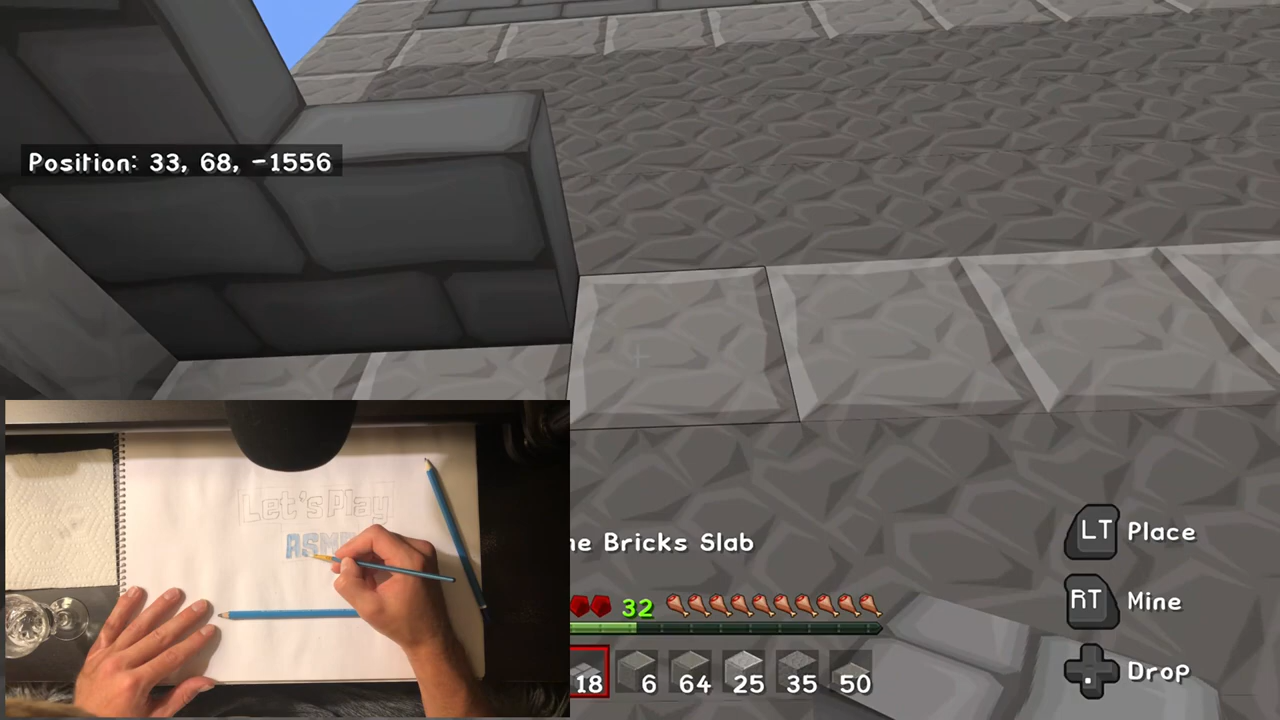 Position: 33, 68, -1556
Let's Play
ASM
ne Bricks Slab
32
18 6 64 25 35 50
LT Place
RT Mine
Drop